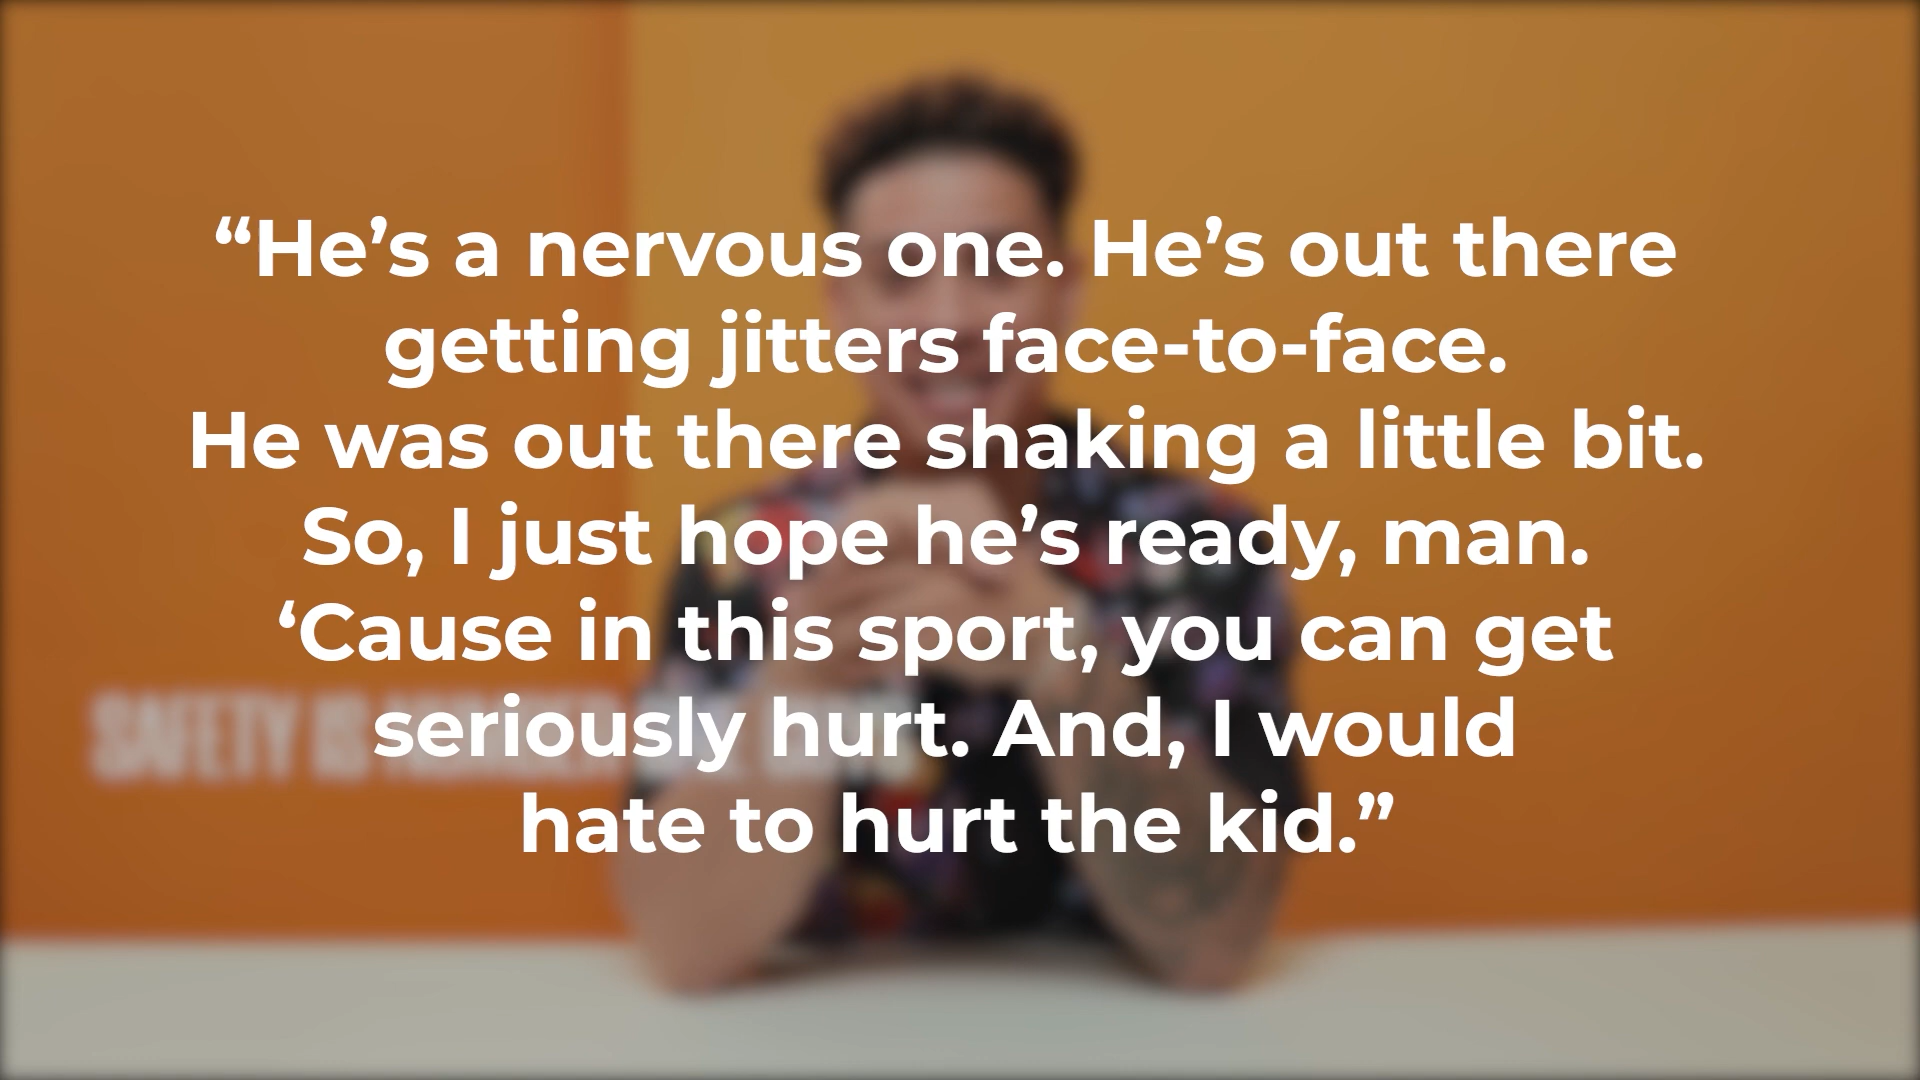 “He’s a nervous one. He’s out there
getting jitters face-to-face.
He was out there shaking a little bit.
So, I just hope he’s ready, man.
‘Cause in this sport, you can get
seriously hurt. And, I would
hate to hurt the kid.”
SAFETY IS